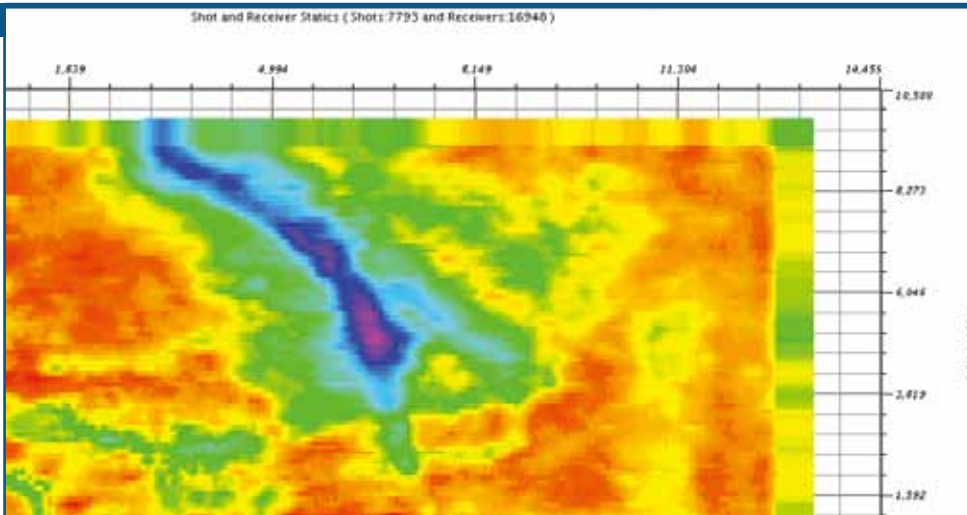 Shot and Receiver Statics ( Shots:7793 and Receivers:16940 )
1,839 4,994 8,149 11,304 14,455
10,500
8,273
6,046
3,819
1,592